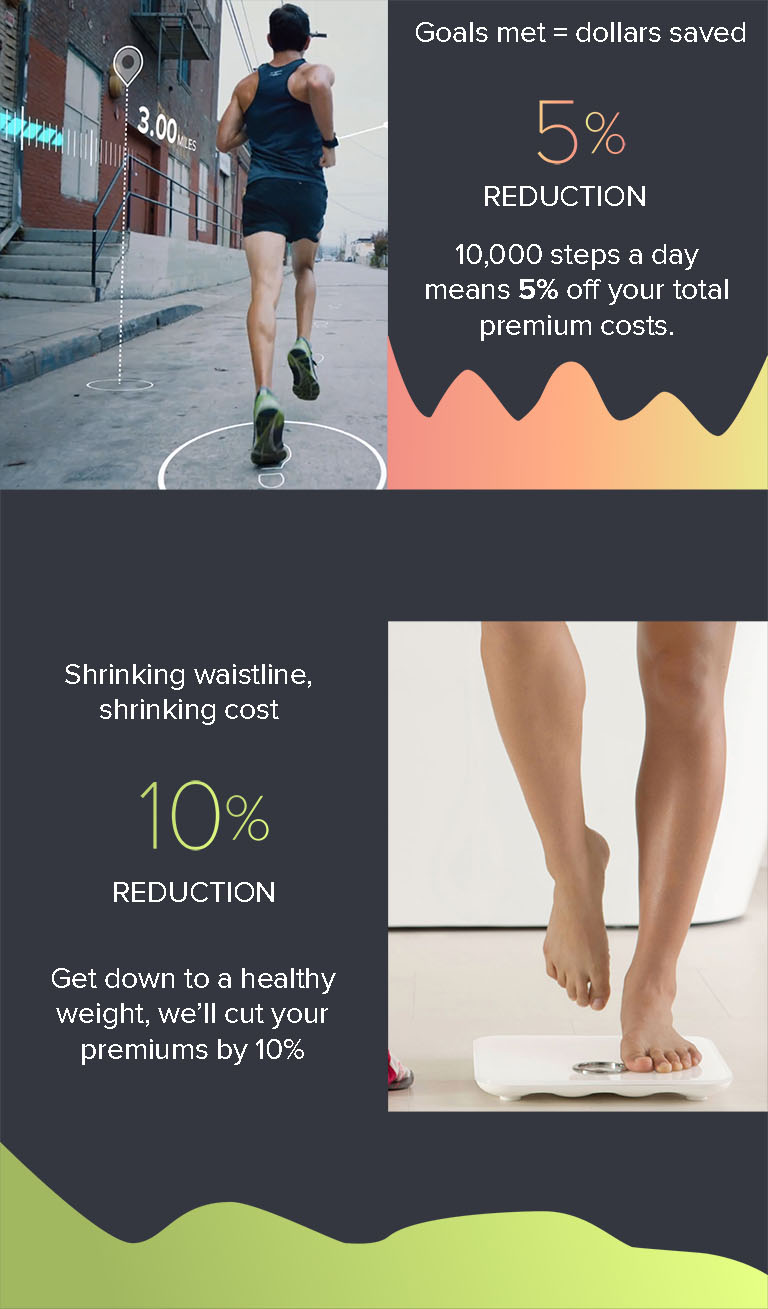 Goals met = dollars saved
3.00 MILES
5%
REDUCTION
10,000 steps a day
means 5% off your total
premium costs.
Shrinking waistline,
shrinking cost
10%
REDUCTION
Get down to a healthy
weight, we’ll cut your
premiums by 10%